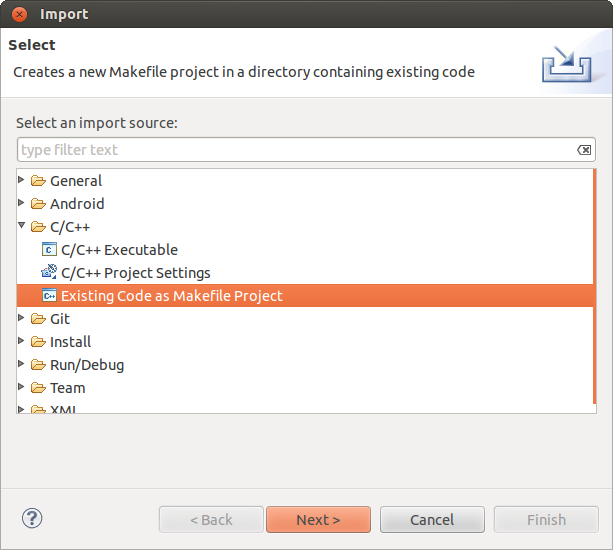 Import
Select
Creates a new Makefile project in a directory containing existing code
Select an import source:
type filter text
General
Android
C/C++
C/C++ Executable
C/C++ Project Settings
Existing Code as Makefile Project
Git
Install
Run/Debug
Team
XML
< Back
Next >
Cancel
Finish